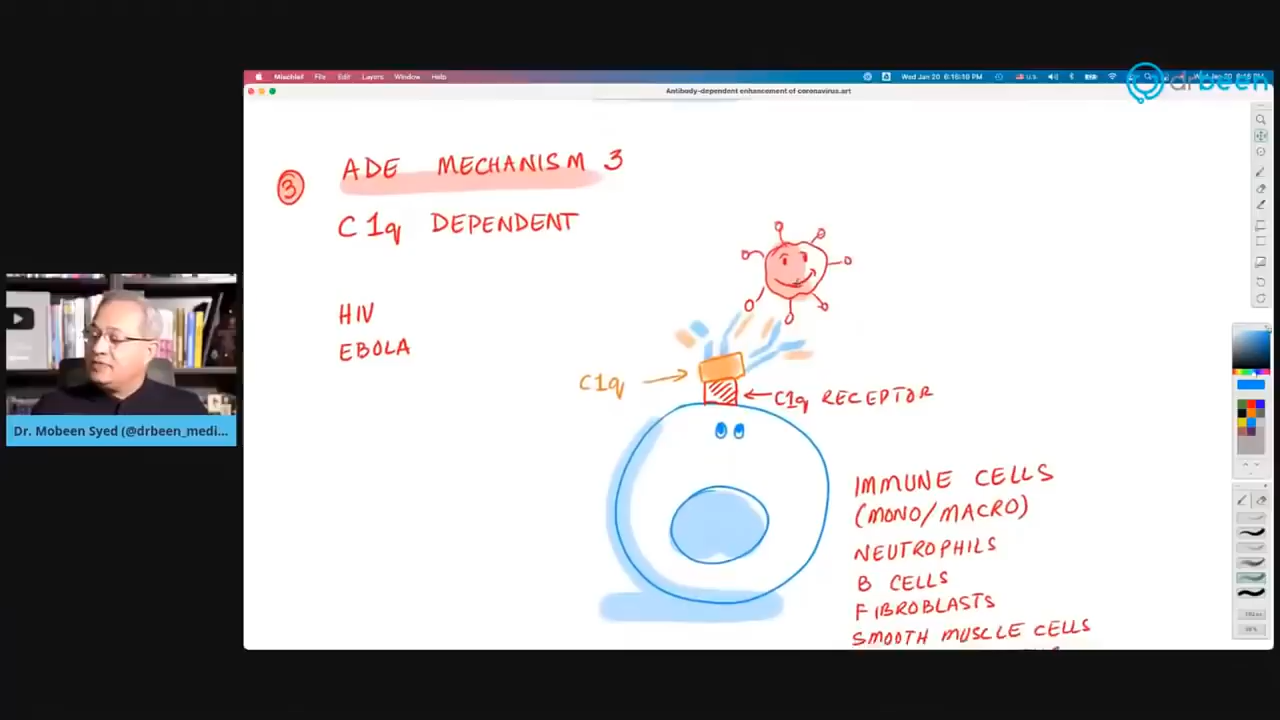 drbeen
Mischief File Edit Layers Window Help
U.S.
Antibody-dependent enhancement of coronavirus.art
3
ADE MECHANISM 3
C1q DEPENDENT
HIV
EBOLA
C1q
C1q RECEPTOR
IMMUNE CELLS
(MONO/MACRO)
NEUTROPHILS
B CELLS
FIBROBLASTS
SMOOTH MUSCLE CELLS
Dr. Mobeen Syed (@drbeen_medi...